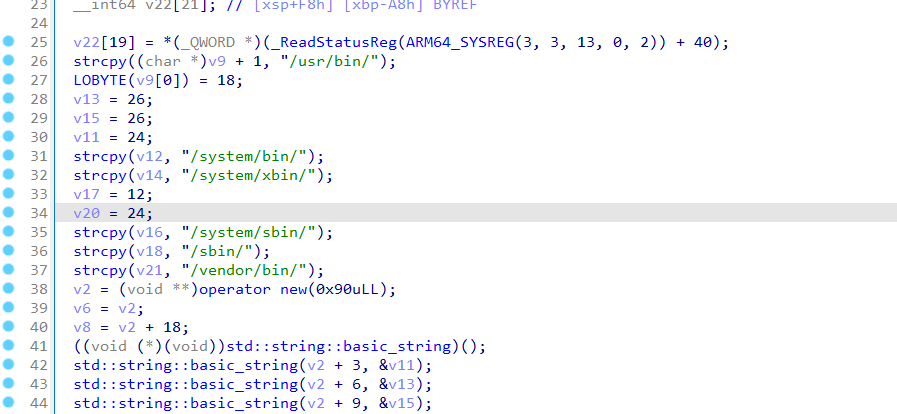 23 __int64 v22[21]; // [xsp+F8h] [xbp-A8h] BYREF
24
25 v22[19] = *(_QWORD *)(_ReadStatusReg(ARM64_SYSREG(3, 3, 13, 0, 2)) + 40);
26 strcpy((char *)v9 + 1, "/usr/bin/");
27 LOBYTE(v9[0]) = 18;
28 v13 = 26;
29 v15 = 26;
30 v11 = 24;
31 strcpy(v12, "/system/bin/");
32 strcpy(v14, "/system/xbin/");
33 v17 = 12;
34 v20 = 24;
35 strcpy(v16, "/system/sbin/");
36 strcpy(v18, "/sbin/");
37 strcpy(v21, "/vendor/bin/");
38 v2 = (void **)operator new(0x90uLL);
39 v6 = v2;
40 v8 = v2 + 18;
41 ((void (*)(void))std::string::basic_string)();
42 std::string::basic_string(v2 + 3, &v11);
43 std::string::basic_string(v2 + 6, &v13);
44 std::string::basic_string(v2 + 9, &v15);